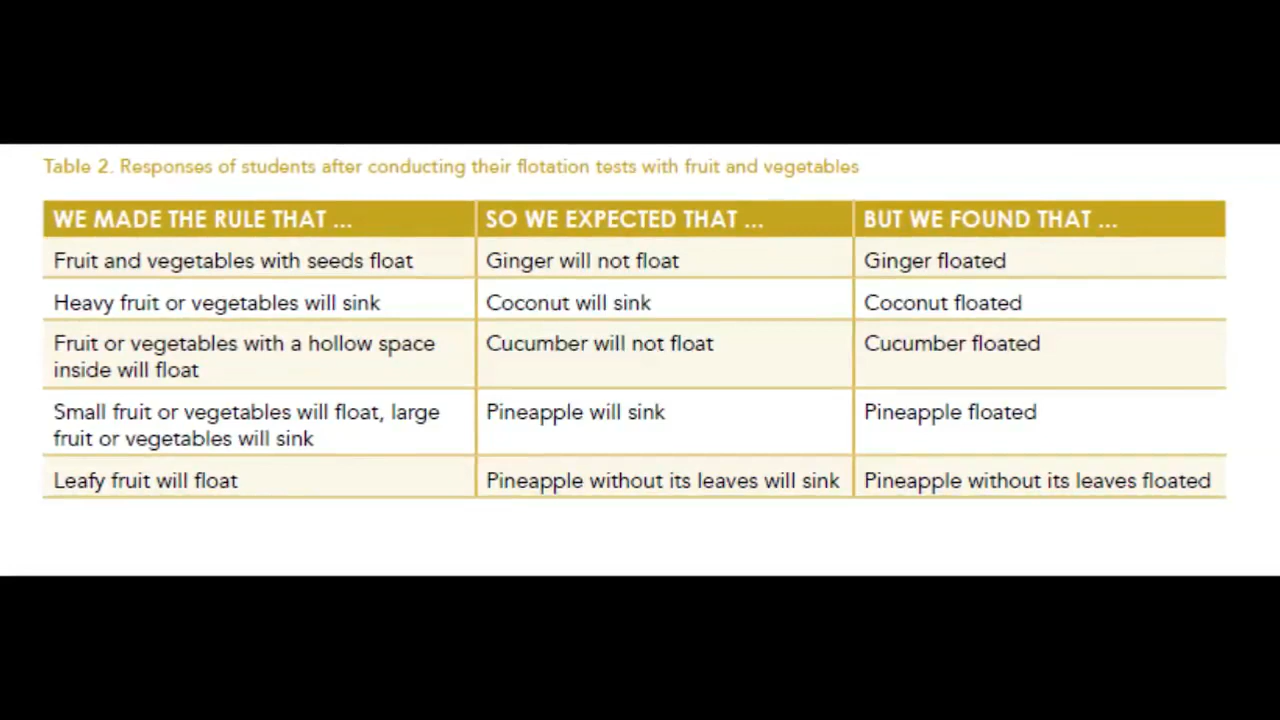 Table 2. Responses of students after conducting their flotation tests with fruit and vegetables
WE MADE THE RULE THAT ... SO WE EXPECTED THAT ... BUT WE FOUND THAT ...
Fruit and vegetables with seeds float Ginger will not float Ginger floated
Heavy fruit or vegetables will sink Coconut will sink Coconut floated
Fruit or vegetables with a hollow space Cucumber will not float Cucumber floated
inside will float
Small fruit or vegetables will float, large Pineapple will sink Pineapple floated
fruit or vegetables will sink
Leafy fruit will float Pineapple without its leaves will sink Pineapple without its leaves floated